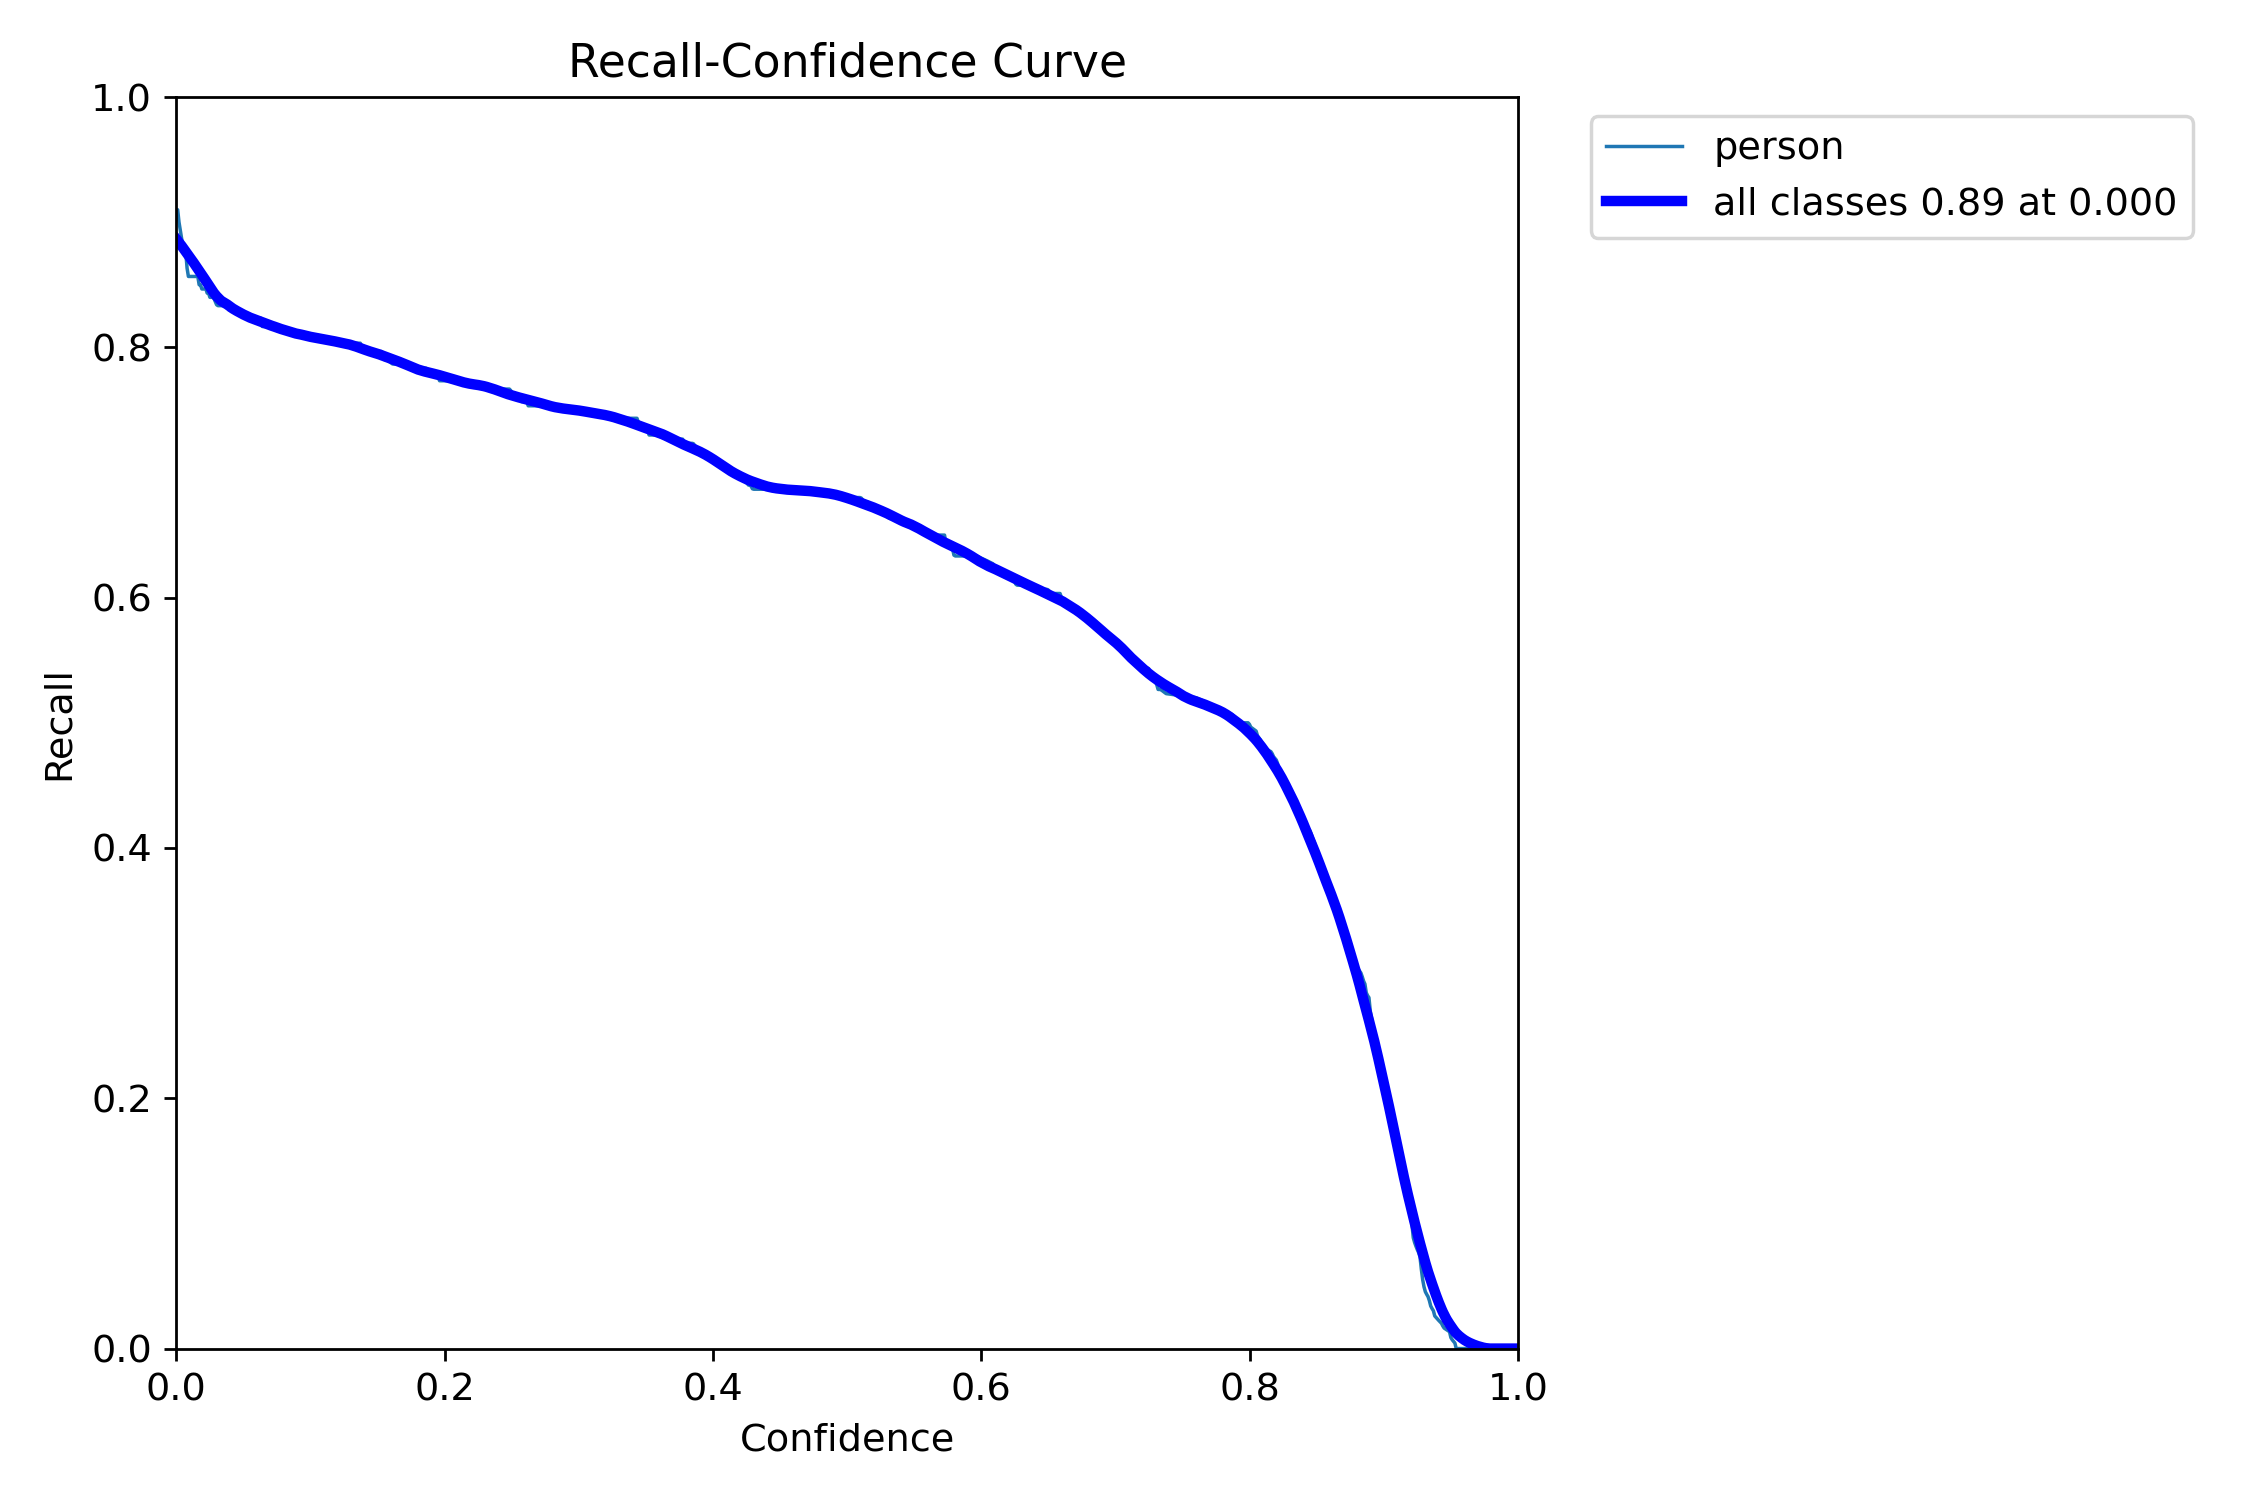 Recall-Confidence Curve
1.0
0.8
0.6
0.4
0.2
0.0
Recall
0.0 0.2 0.4 0.6 0.8 1.0
Confidence
person
all classes 0.89 at 0.000